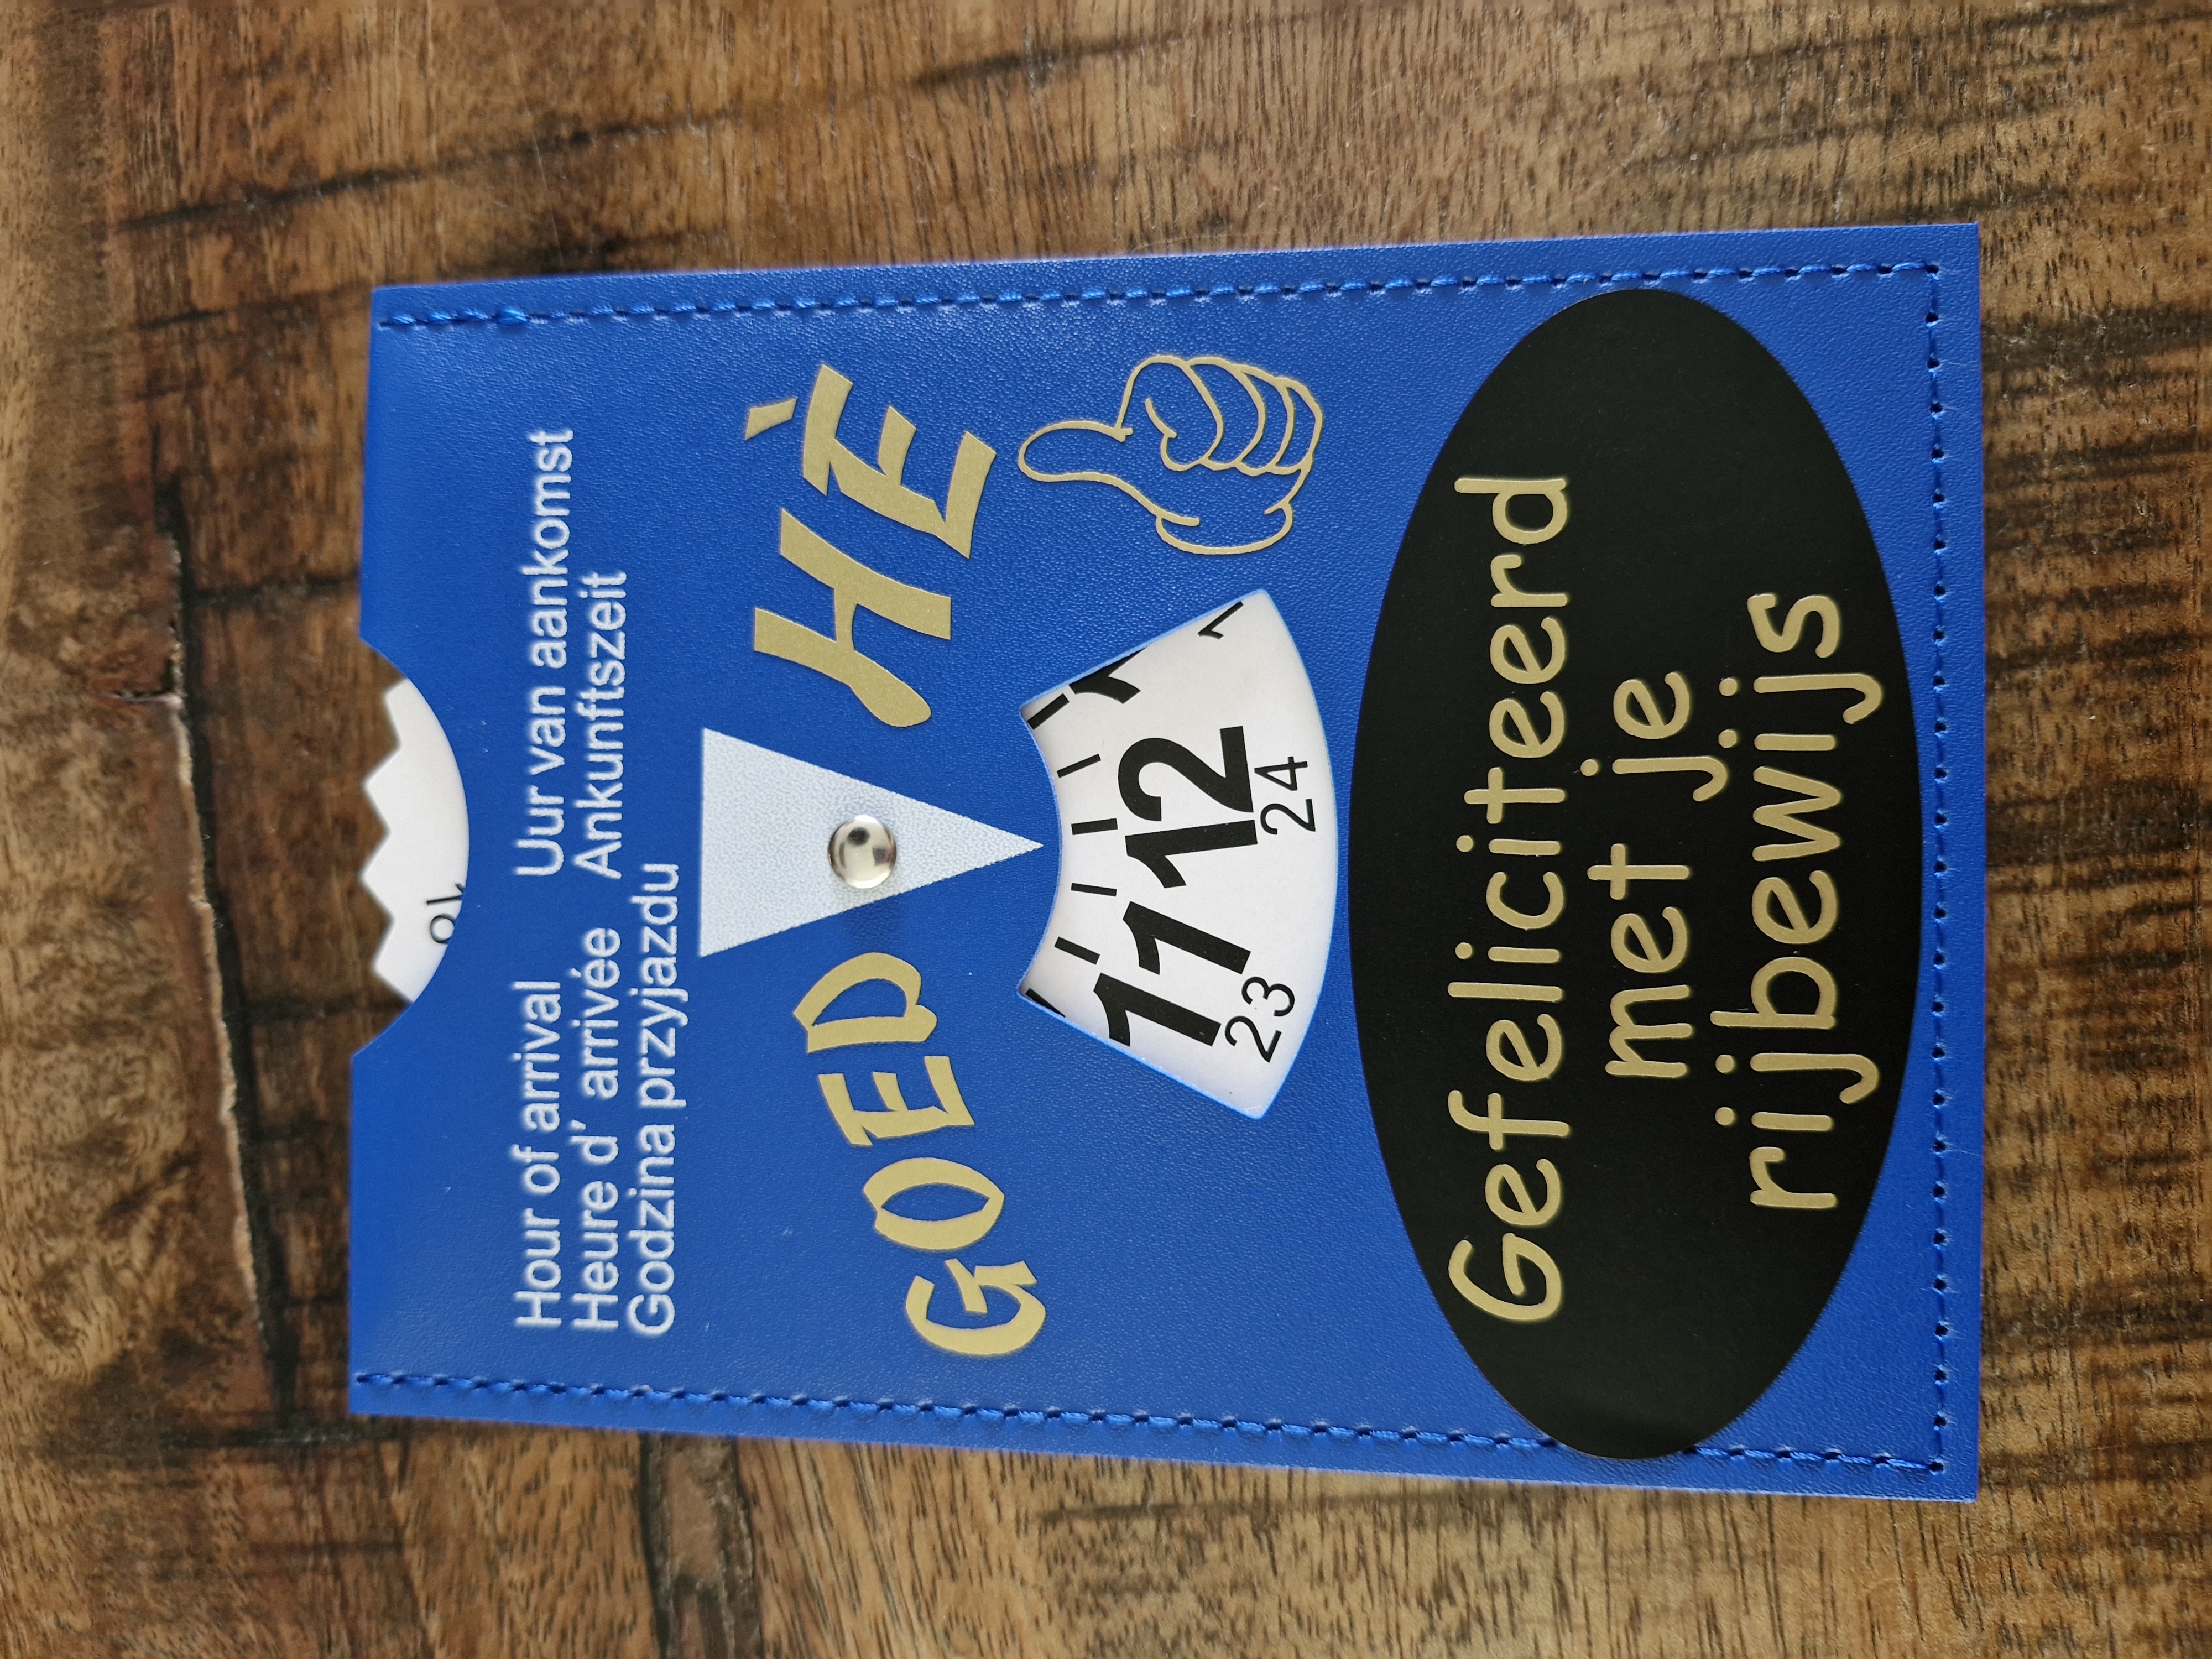 Hour of arrival Uur van aankomst
Heure d' arrivée Ankunftszeit
Godzina przyjazdu
GOED HÈ
11 12
23 24
Gefeliciteerd
met je
rijbewijs